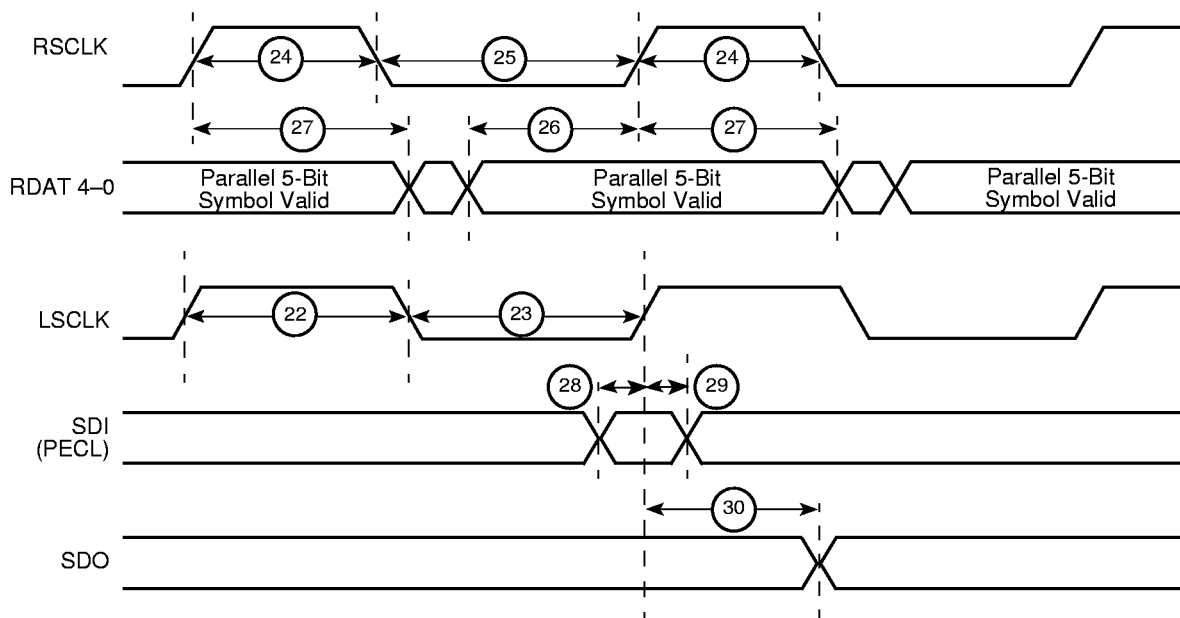 RSCLK
24
25
24
27
26
27
RDAT 4–0
Parallel 5-Bit
Symbol Valid
Parallel 5-Bit
Symbol Valid
Parallel 5-Bit
Symbol Valid
LSCLK
22
23
28
29
SDI
(PECL)
30
SDO